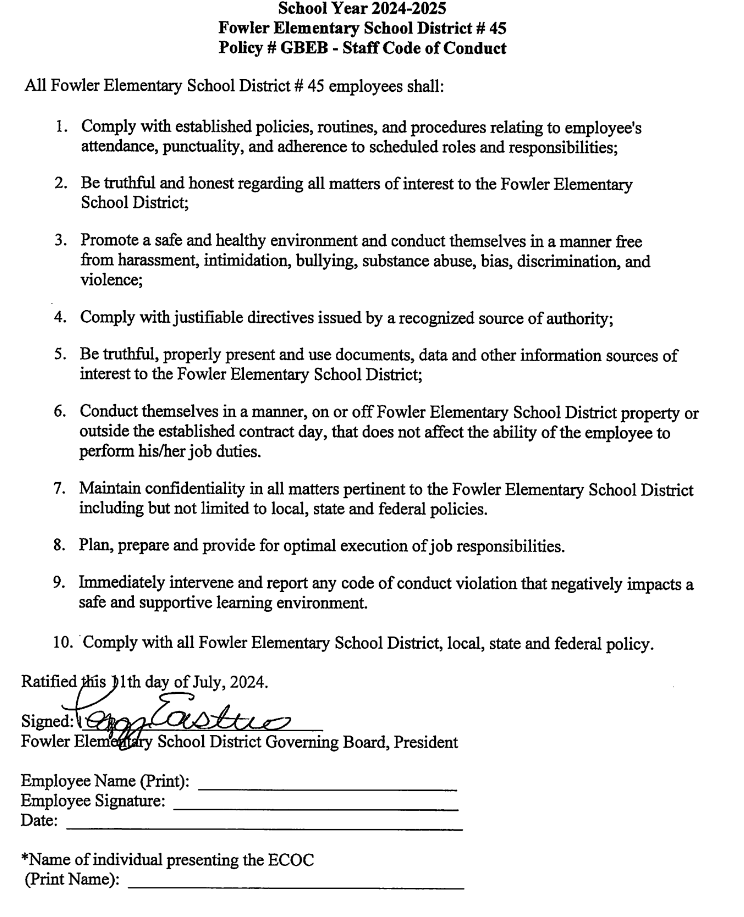 School Year 2024-2025
Fowler Elementary School District # 45
Policy # GBEB - Staff Code of Conduct
All Fowler Elementary School District # 45 employees shall:
1. Comply with established policies, routines, and procedures relating to employee's
attendance, punctuality, and adherence to scheduled roles and responsibilities;
2. Be truthful and honest regarding all matters of interest to the Fowler Elementary
School District;
3. Promote a safe and healthy environment and conduct themselves in a manner free
from harassment, intimidation, bullying, substance abuse, bias, discrimination, and
violence;
4. Comply with justifiable directives issued by a recognized source of authority;
5. Be truthful, properly present and use documents, data and other information sources of
interest to the Fowler Elementary School District;
6. Conduct themselves in a manner, on or off Fowler Elementary School District property or
outside the established contract day, that does not affect the ability of the employee to
perform his/her job duties.
7. Maintain confidentiality in all matters pertinent to the Fowler Elementary School District
including but not limited to local, state and federal policies.
8. Plan, prepare and provide for optimal execution of job responsibilities.
9. Immediately intervene and report any code of conduct violation that negatively impacts a
safe and supportive learning environment.
10. Comply with all Fowler Elementary School District, local, state and federal policy.
Ratified this 11th day of July, 2024.
Signed:
Fowler Elementary School District Governing Board, President
Employee Name (Print):
Employee Signature:
Date:
*Name of individual presenting the ECOC
(Print Name):